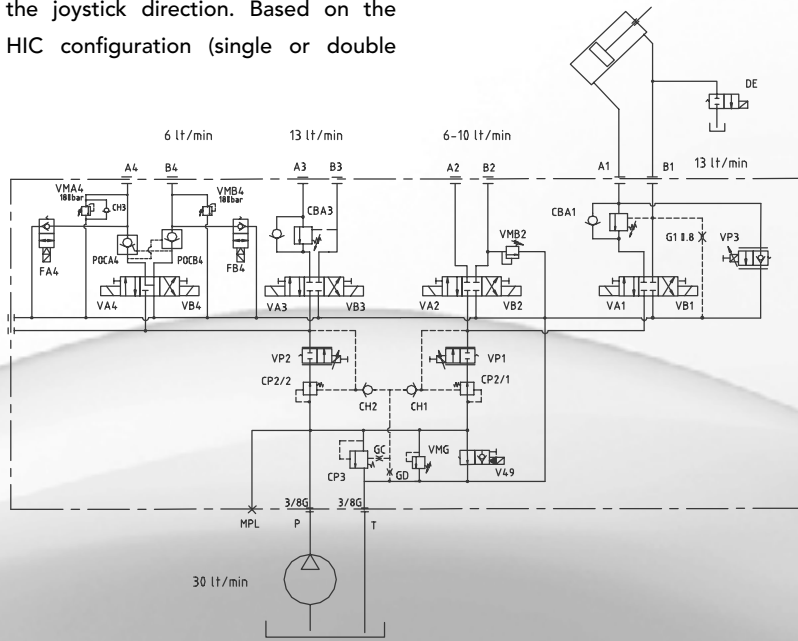 the joystick direction. Based on the
HIC configuration (single or double
DE
6 lt/min 13 lt/min 6-10 lt/min
A4 B4 A3 B3 A2 B2 A1 B1 13 lt/min
VMA4 VMB4
180bar 180bar
CH3
CBA3 CBA1
VMB2 G1 0.8 VP3
POCA4 POCB4
FA4 FB4
VA4 VB4 VA3 VB3 VA2 VB2 VA1 VB1
VP2 VP1
CP2/2 CP2/1
CH2 CH1
GC VMG
CP3 GD V49
3/8G 3/8G
MPL P T
30 lt/min